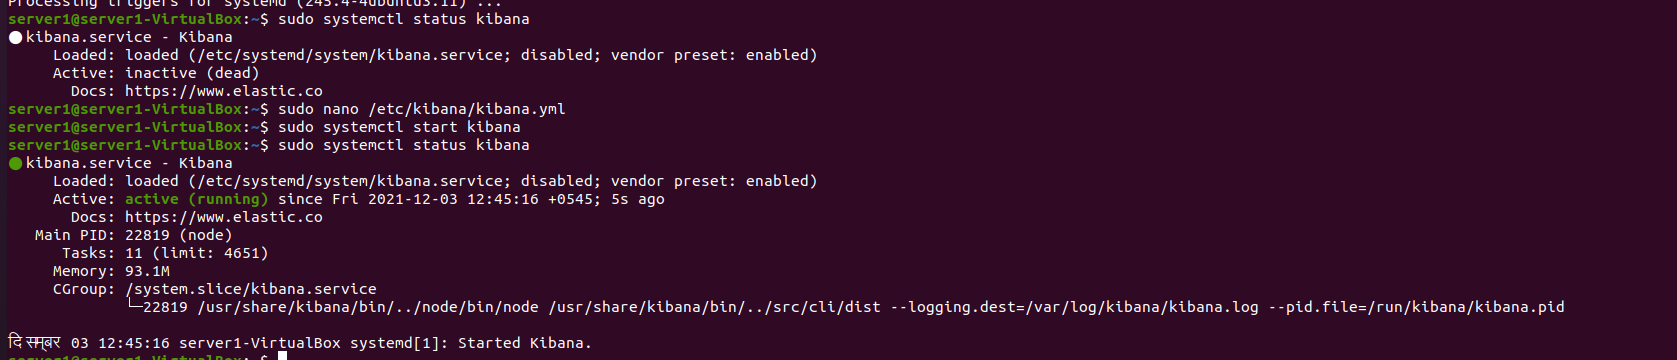 Processing triggers for systemd (245.4-4ubuntu3.11) ...
server1@server1-VirtualBox:~$ sudo systemctl status kibana
● kibana.service - Kibana
     Loaded: loaded (/etc/systemd/system/kibana.service; disabled; vendor preset: enabled)
     Active: inactive (dead)
       Docs: https://www.elastic.co
server1@server1-VirtualBox:~$ sudo nano /etc/kibana/kibana.yml
server1@server1-VirtualBox:~$ sudo systemctl start kibana
server1@server1-VirtualBox:~$ sudo systemctl status kibana
● kibana.service - Kibana
     Loaded: loaded (/etc/systemd/system/kibana.service; disabled; vendor preset: enabled)
     Active: active (running) since Fri 2021-12-03 12:45:16 +0545; 5s ago
       Docs: https://www.elastic.co
   Main PID: 22819 (node)
      Tasks: 11 (limit: 4651)
     Memory: 93.1M
     CGroup: /system.slice/kibana.service
             └─22819 /usr/share/kibana/bin/../node/bin/node /usr/share/kibana/bin/../src/cli/dist --logging.dest=/var/log/kibana/kibana.log --pid.file=/run/kibana/kibana.pid
दिसम्बर 03 12:45:16 server1-VirtualBox systemd[1]: Started Kibana.
server1@server1-VirtualBox:~$